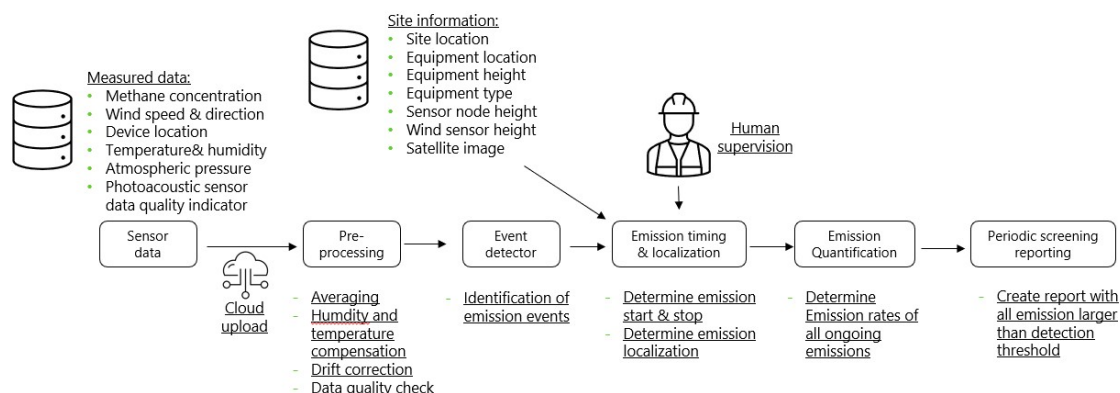 Site information:
• Site location
• Equipment location
• Equipment height
• Equipment type
• Sensor node height
• Wind sensor height
• Satellite image
Measured data:
• Methane concentration
• Wind speed & direction
• Device location
• Temperature& humidity
• Atmospheric pressure
• Photoacoustic sensor
data quality indicator
Human
supervision
Sensor
data
Pre-
processing
Event
detector
Emission timing
& localization
Emission
Quantification
Periodic screening
reporting
Cloud
upload
- Averaging
- Humidity and
temperature
compensation
- Drift correction
- Data quality check
- Identification of
emission events
- Determine emission
start & stop
- Determine emission
localization
- Determine
Emission rates of
all ongoing
emissions
- Create report with
all emission larger
than detection
threshold